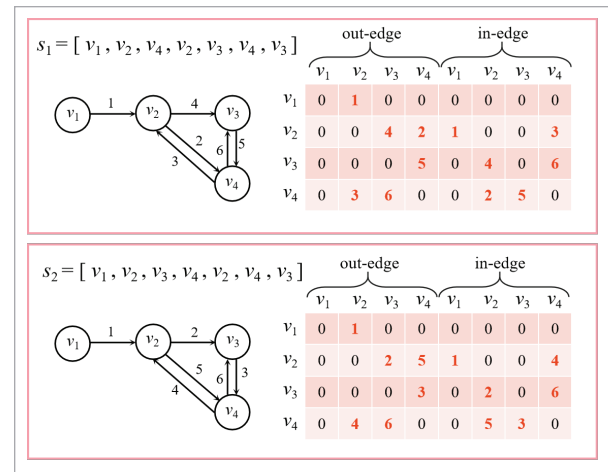 s1 = [ v1 , v2 , v4 , v2 , v3 , v4 , v3 ]
out-edge in-edge
v1 v2 v3 v4 v1 v2 v3 v4
v1 0 1 0 0 0 0 0 0
v2 0 0 4 2 1 0 0 3
v3 0 0 0 5 0 4 0 6
v4 0 3 6 0 0 2 5 0
v1 1 v2 4 v3
2 6 5
3
v4
s2 = [ v1 , v2 , v3 , v4 , v2 , v4 , v3 ]
out-edge in-edge
v1 v2 v3 v4 v1 v2 v3 v4
v1 0 1 0 0 0 0 0 0
v2 0 0 2 5 1 0 0 4
v3 0 0 0 3 0 2 0 6
v4 0 4 6 0 0 5 3 0
v1 1 v2 2 v3
5 6 3
4
v4